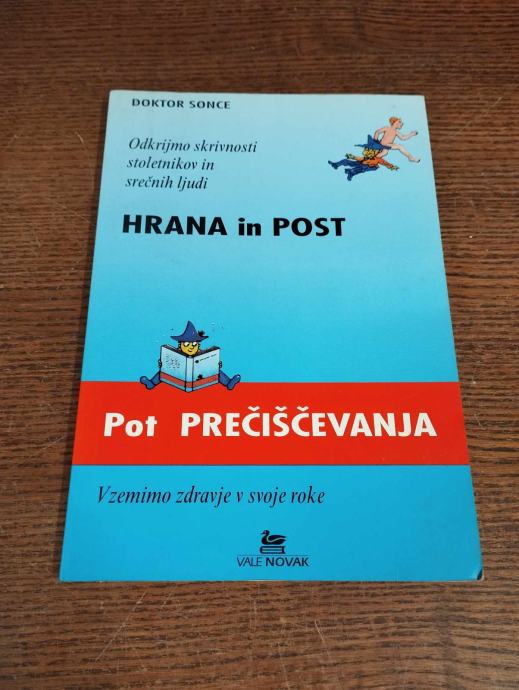 DOKTOR SONCE
Odkrijmo skrivnosti
stoletnikov in
srečnih ljudi
HRANA in POST
Pot PREČIŠČEVANJA
Vzemimo zdravje v svoje roke
VALE NOVAK